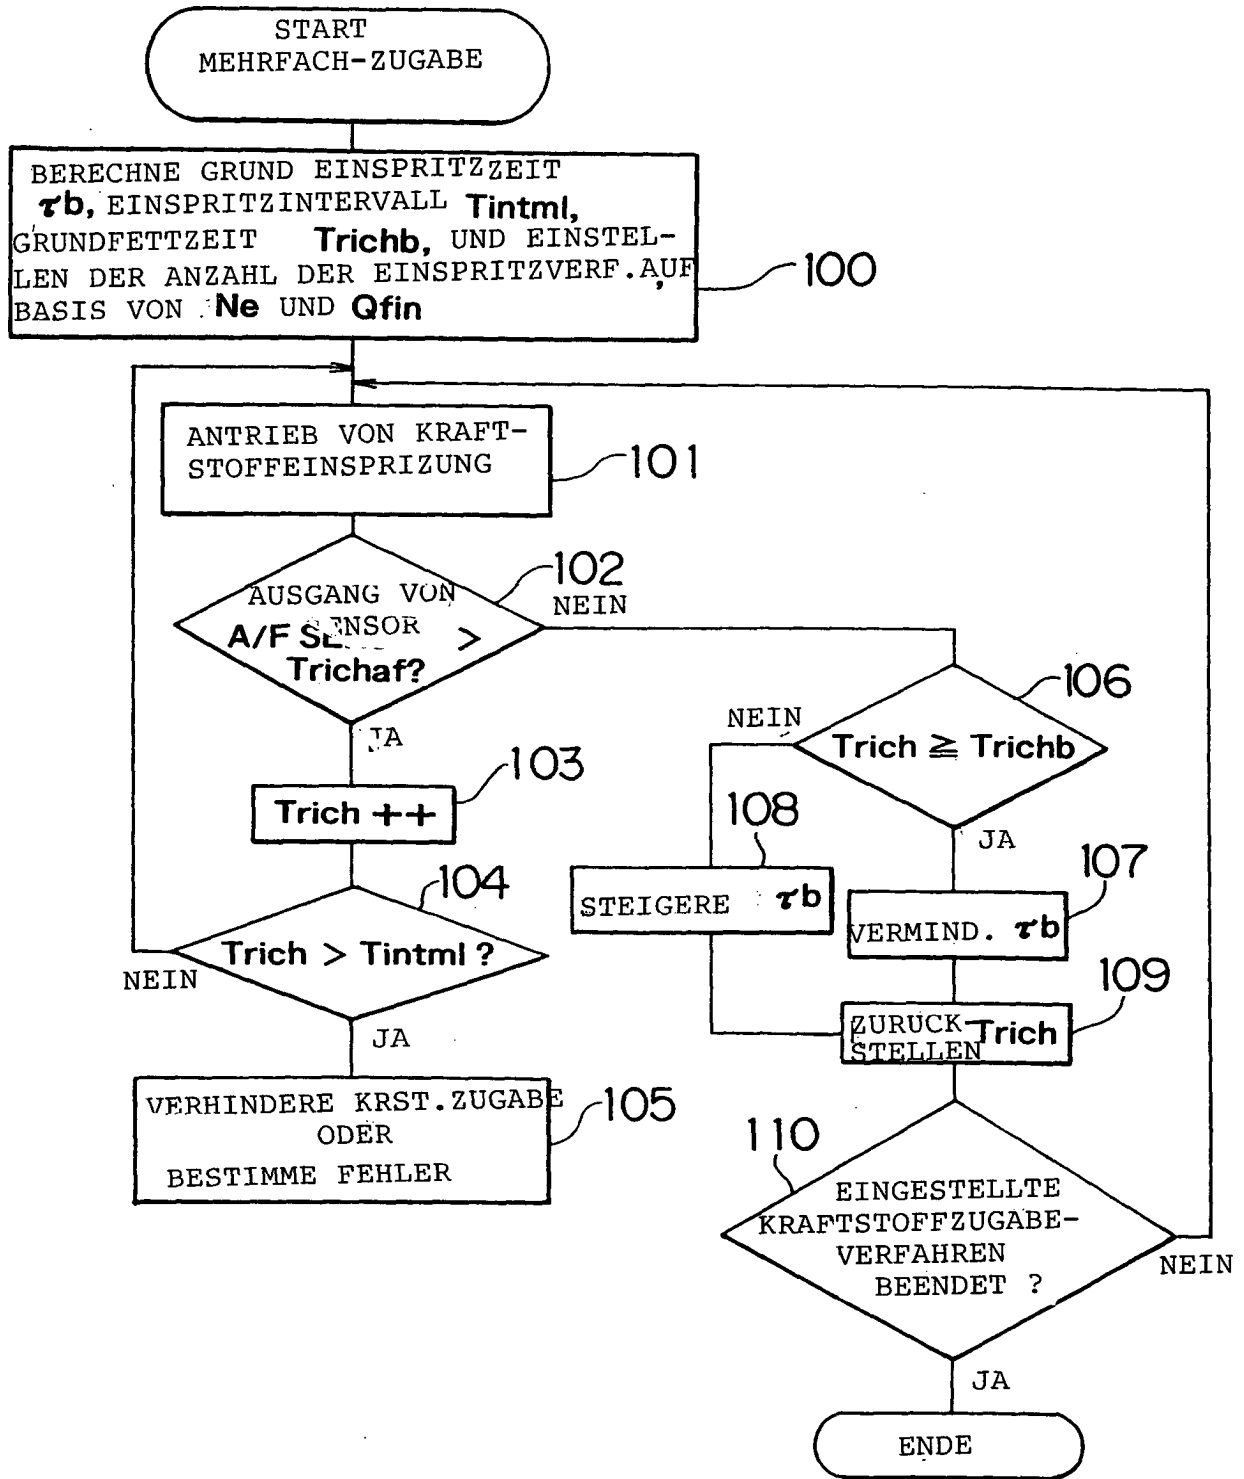 START
MEHRFACH-ZUGABE
BERECHNE GRUND EINSPRITZZEIT
τb, EINSPRITZINTERVALL Tintml,
GRUNDFETTZEIT Trichb, UND EINSTEL-
LEN DER ANZAHL DER EINSPRITZVERF. AUF
BASIS VON Ne UND Qfin
100
ANTRIEB VON KRAFT-
STOFFEINSPRIZUNG
101
102
AUSGANG VON
A/F SENSOR >
Trichaf?
NEIN
JA
103
Trich ++
104
Trich > Tintml ?
NEIN
JA
VERHINDERE KRST.ZUGABE
ODER
BESTIMME FEHLER
105
106
Trich ≧ Trichb
NEIN
JA
108
STEIGERE τb
107
VERMIND. τb
109
ZURUCK-
STELLEN Trich
110
EINGESTELLTE
KRAFTSTOFFZUGABE-
VERFAHREN
BEENDET ?
NEIN
JA
ENDE